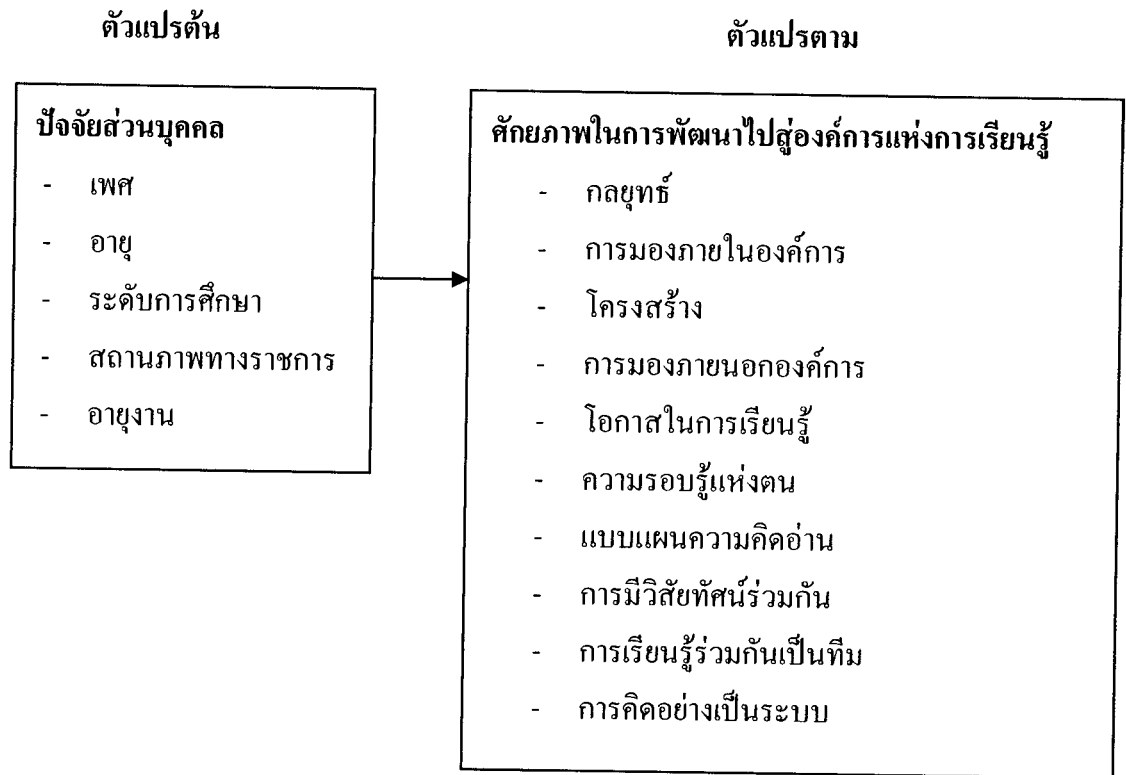 ตัวแปรต้น
ตัวแปรตาม
ปัจจัยส่วนบุคคล
- เพศ
- อายุ
- ระดับการศึกษา
- สถานภาพทางราชการ
- อายุงาน
ศักยภาพในการพัฒนาไปสู่องค์การแห่งการเรียนรู้
- กลยุทธ์
- การมองภายในองค์การ
- โครงสร้าง
- การมองภายนอกองค์การ
- โอกาสในการเรียนรู้
- ความรอบรู้แห่งตน
- แบบแผนความคิดอ่าน
- การมีวิสัยทัศน์ร่วมกัน
- การเรียนรู้ร่วมกันเป็นทีม
- การคิดอย่างเป็นระบบ